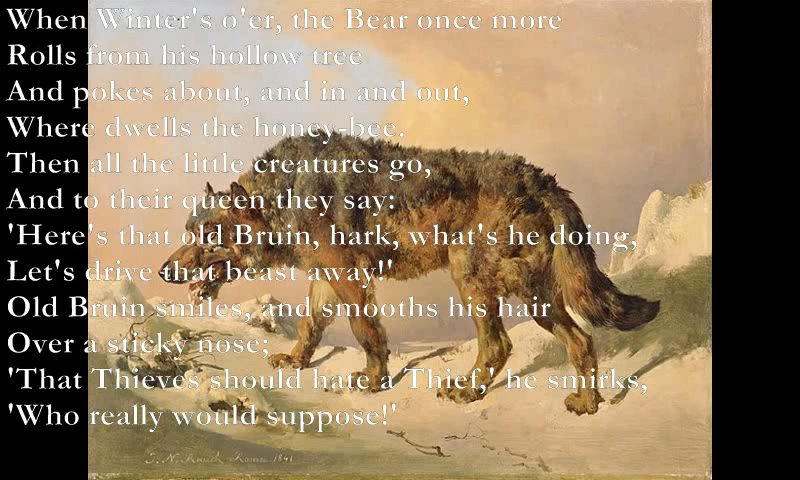 When Winter's o'er, the Bear once more
Rolls from his hollow tree
And pokes about, and in and out,
Where dwells the honey-bee.
Then all the little creatures go,
And to their queen they say:
'Here's that old Bruin, hark, what's he doing,
Let's drive that beast away!'
Old Bruin smiles, and smooths his hair
Over a sticky nose;
'That Thieves should hate a Thief,' he smirks,
'Who really would suppose!'
J. N. Rauch Roma 1841